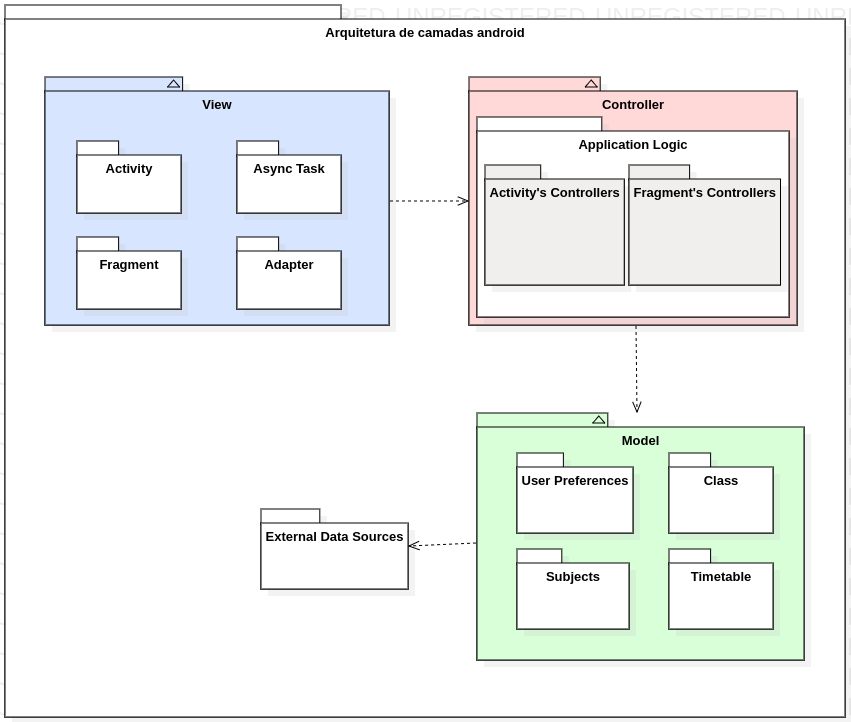 RED UNREGISTERED UNREGISTERED UNR
Arquitetura de camadas android
View
Activity
Async Task
Fragment
Adapter
Controller
Application Logic
Activity's Controllers
Fragment's Controllers
Model
User Preferences
Class
Subjects
Timetable
External Data Sources